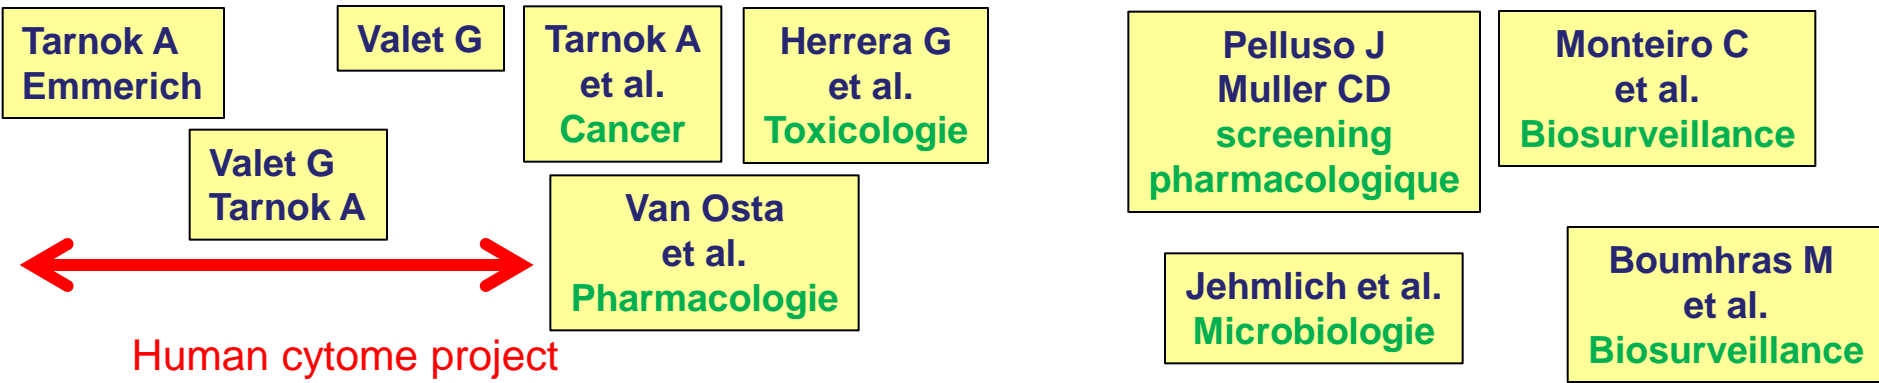 Tarnok A
Emmerich
Valet G
Tarnok A
et al.
Cancer
Herrera G
et al.
Toxicologie
Pelluso J
Muller CD
screening
pharmacologique
Monteiro C
et al.
Biosurveillance
Valet G
Tarnok A
Van Osta
et al.
Pharmacologie
Jehmlich et al.
Microbiologie
Boumhras M
et al.
Biosurveillance
Human cytome project